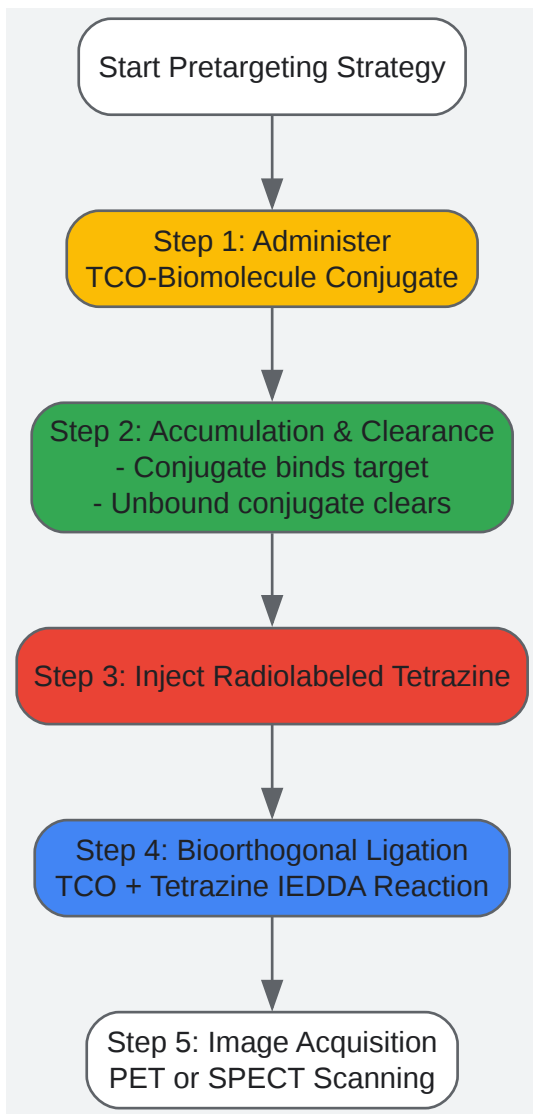 Start Pretargeting Strategy
Step 1: Administer
TCO-Biomolecule Conjugate
Step 2: Accumulation & Clearance
- Conjugate binds target
- Unbound conjugate clears
Step 3: Inject Radiolabeled Tetrazine
Step 4: Bioorthogonal Ligation
TCO + Tetrazine IEDDA Reaction
Step 5: Image Acquisition
PET or SPECT Scanning